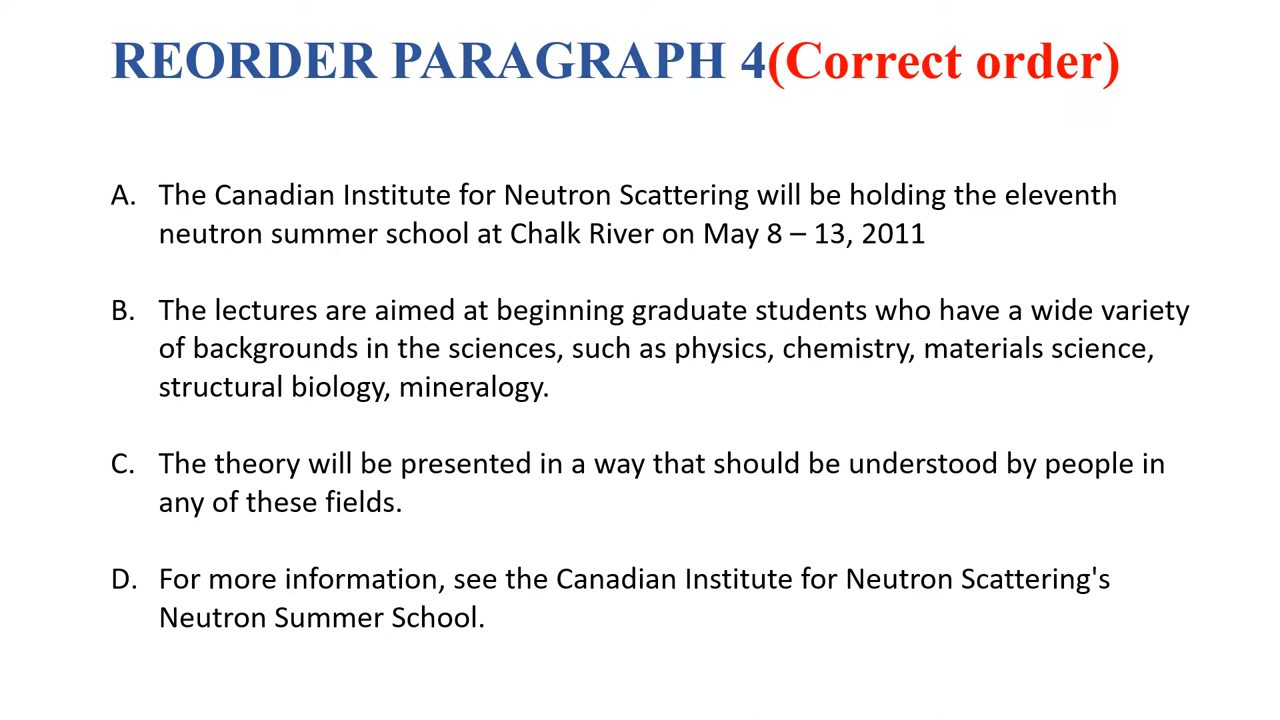 REORDER PARAGRAPH 4(Correct order)
A. The Canadian Institute for Neutron Scattering will be holding the eleventh
neutron summer school at Chalk River on May 8 – 13, 2011
B. The lectures are aimed at beginning graduate students who have a wide variety
of backgrounds in the sciences, such as physics, chemistry, materials science,
structural biology, mineralogy.
C. The theory will be presented in a way that should be understood by people in
any of these fields.
D. For more information, see the Canadian Institute for Neutron Scattering's
Neutron Summer School.